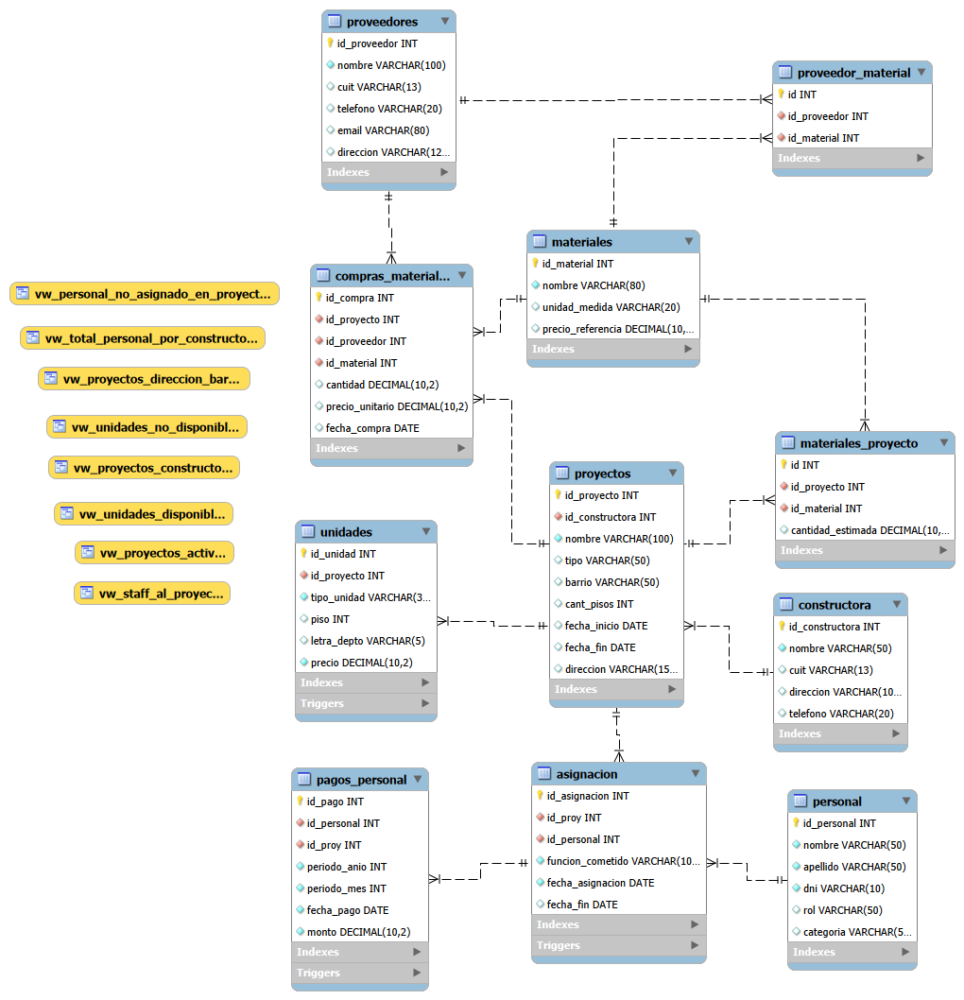 proveedores
id_proveedor INT
nombre VARCHAR(100)
cuit VARCHAR(13)
telefono VARCHAR(20)
email VARCHAR(80)
direccion VARCHAR(12...
Indexes
proveedor_material
id INT
id_proveedor INT
id_material INT
Indexes
materiales
id_material INT
nombre VARCHAR(80)
unidad_medida VARCHAR(20)
precio_referencia DECIMAL(10,...
Indexes
compras_material...
id_compra INT
id_proyecto INT
id_proveedor INT
id_material INT
cantidad DECIMAL(10,2)
precio_unitario DECIMAL(10,2)
fecha_compra DATE
Indexes
vw_personal_no_asignado_en_proyect...
vw_total_personal_por_constructo...
vw_proyectos_direccion_bar...
vw_unidades_no_disponibl...
vw_proyectos_constructo...
vw_unidades_disponibl...
vw_proyectos_activ...
vw_staff_al_proyec...
materiales_proyecto
id INT
id_proyecto INT
id_material INT
cantidad_estimada DECIMAL(10,...
Indexes
proyectos
id_proyecto INT
id_constructora INT
nombre VARCHAR(100)
tipo VARCHAR(50)
barrio VARCHAR(50)
cant_pisos INT
fecha_inicio DATE
fecha_fin DATE
direccion VARCHAR(15...
Indexes
unidades
id_unidad INT
id_proyecto INT
tipo_unidad VARCHAR(3...
piso INT
letra_depto VARCHAR(5)
precio DECIMAL(10,2)
Indexes
Triggers
constructora
id_constructora INT
nombre VARCHAR(50)
cuit VARCHAR(13)
direccion VARCHAR(10...
telefono VARCHAR(20)
Indexes
pagos_personal
id_pago INT
id_personal INT
id_proy INT
periodo_anio INT
periodo_mes INT
fecha_pago DATE
monto DECIMAL(10,2)
Indexes
Triggers
asignacion
id_asignacion INT
id_proy INT
id_personal INT
funcion_cometido VARCHAR(10...
fecha_asignacion DATE
fecha_fin DATE
Indexes
Triggers
personal
id_personal INT
nombre VARCHAR(50)
apellido VARCHAR(50)
dni VARCHAR(10)
rol VARCHAR(50)
categoria VARCHAR(5...
Indexes